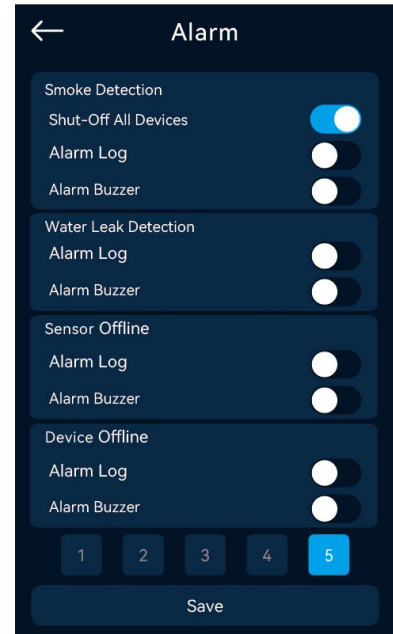 Alarm
Smoke Detection
Shut-Off All Devices
Alarm Log
Alarm Buzzer
Water Leak Detection
Alarm Log
Alarm Buzzer
Sensor Offline
Alarm Log
Alarm Buzzer
Device Offline
Alarm Log
Alarm Buzzer
1 2 3 4 5
Save